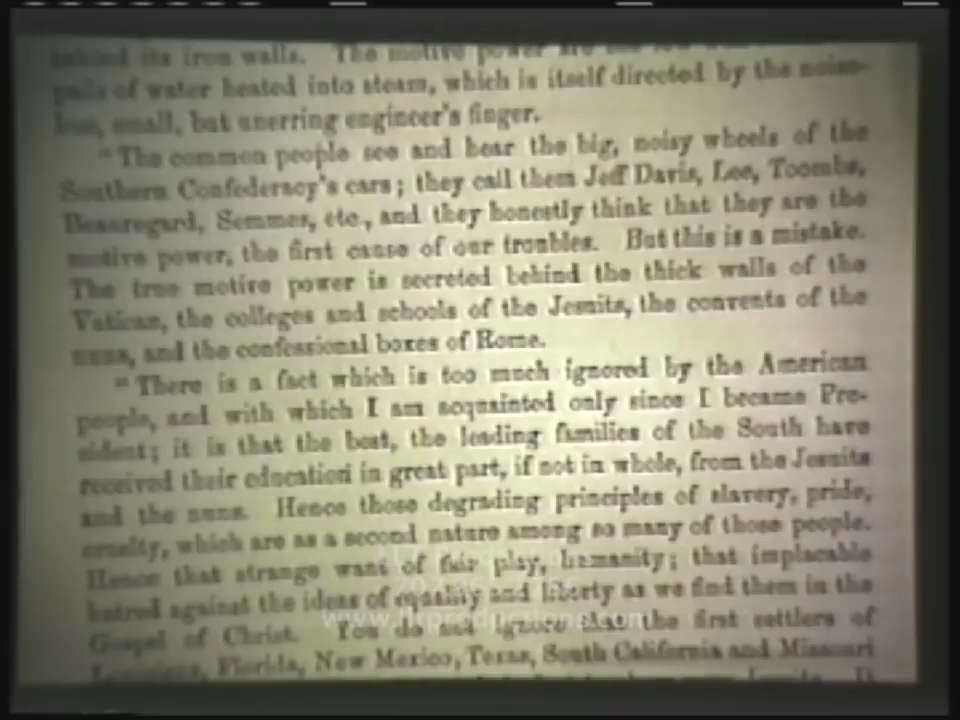 behind its iron walls. The motive power are the few
pails of water heated into steam, which is itself directed by the noise-
less, small, but unerring engineer's finger.
"The common people see and hear the big, noisy wheels of the
Southern Confederacy's cars; they call them Jeff Davis, Lee, Toombs,
Beauregard, Semmes, etc., and they honestly think that they are the
motive power, the first cause of our troubles. But this is a mistake.
The true motive power is secreted behind the thick walls of the
Vatican, the colleges and schools of the Jesuits, the convents of the
nuns, and the confessional boxes of Rome.
"There is a fact which is too much ignored by the American
people, and with which I am acquainted only since I became Pre-
sident; it is that the best, the leading families of the South have
received their education in great part, if not in whole, from the Jesuits
and the nuns. Hence those degrading principles of slavery, pride,
cruelty, which are as a second nature among so many of those people.
Hence that strange want of fair play, humanity; that implacable
hatred against the ideas of equality and liberty as we find them in the
Gospel of Christ. You do not ignore that the first settlers of
Louisiana, Florida, New Mexico, Texas, South California and Missouri